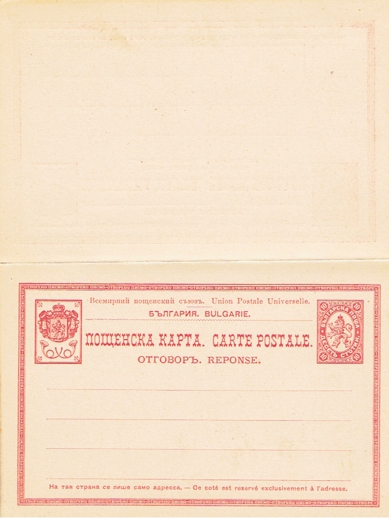 Всемирний пощенский съюзъ. Union Postale Universelle.
БЪЛГАРИЯ. BULGARIE.
ПОЩЕНСКА КАРТА. CARTE POSTALE.
ОТГОВОРЪ. REPONSE.
На тая страна се пише само адресса. — Ce coté est reservé exclusivement à l'adresse.